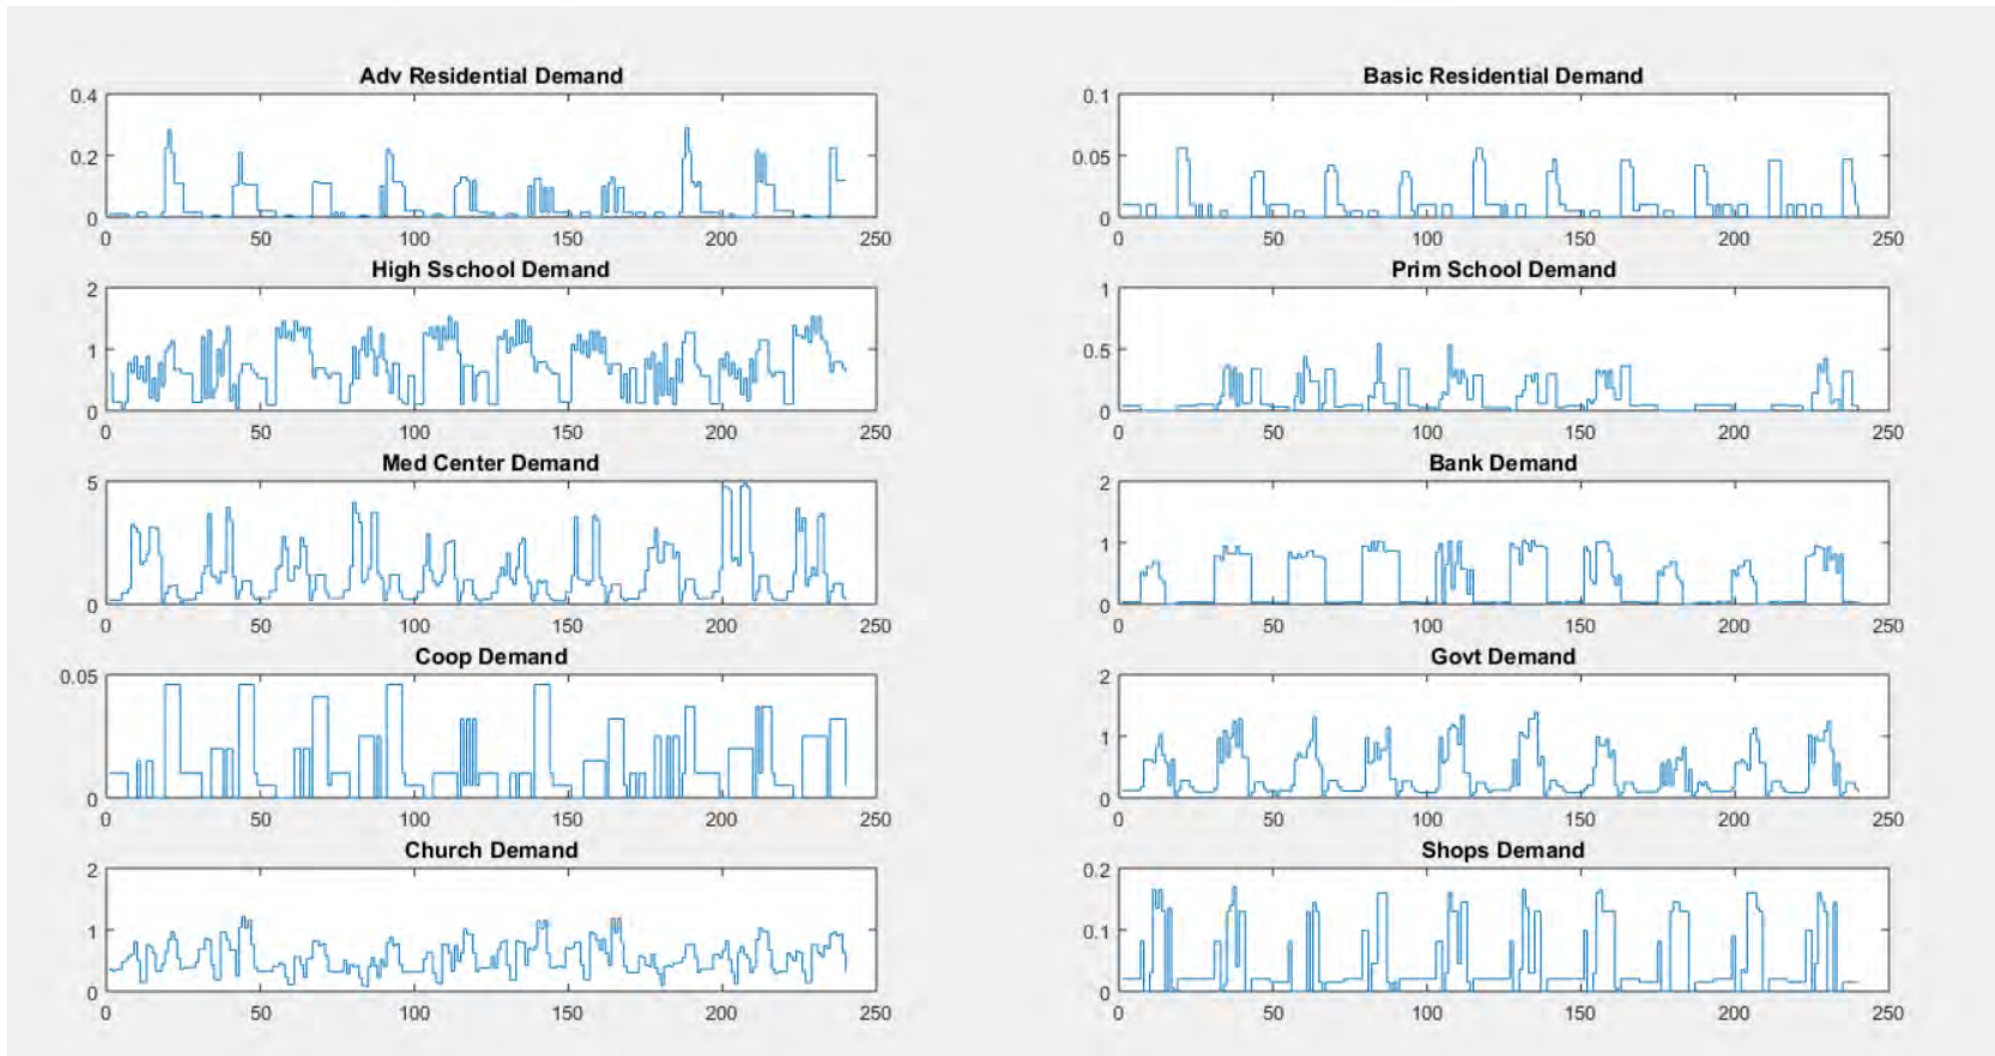 Adv Residential Demand
0.4
0.2
0
0 50 100 150 200 250
Basic Residential Demand
0.1
0.05
0
0 50 100 150 200 250
High Sschool Demand
2
1
0
0 50 100 150 200 250
Prim School Demand
1
0.5
0
0 50 100 150 200 250
Med Center Demand
5
0
0 50 100 150 200 250
Bank Demand
2
1
0
0 50 100 150 200 250
Coop Demand
0.05
0
0 50 100 150 200 250
Govt Demand
2
1
0
0 50 100 150 200 250
Church Demand
2
1
0
0 50 100 150 200 250
Shops Demand
0.2
0.1
0
0 50 100 150 200 250